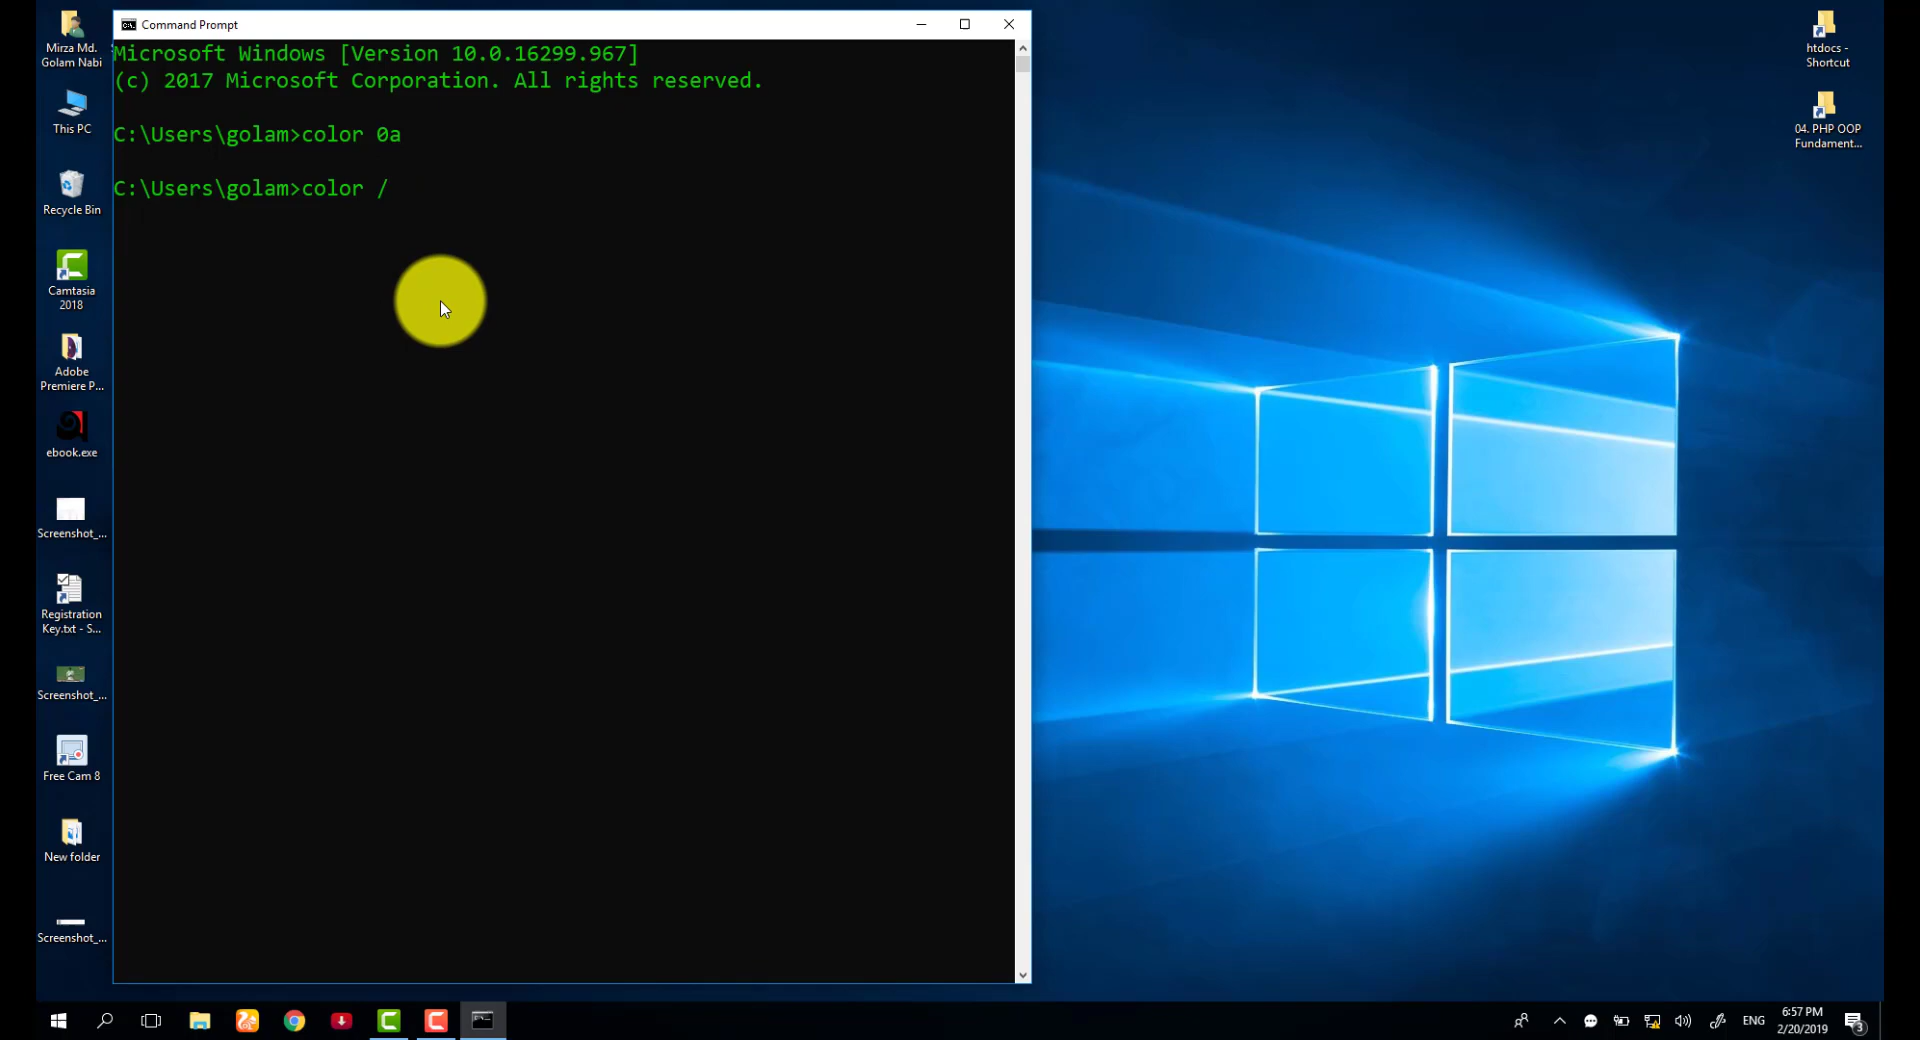 Command Prompt
Microsoft Windows [Version 10.0.16299.967]
(c) 2017 Microsoft Corporation. All rights reserved.
C:\Users\golam>color 0a
C:\Users\golam>color /
Mirza Md.
Golam Nabi
This PC
Recycle Bin
Camtasia
2018
Adobe
Premiere P...
ebook.exe
Screenshot_...
Registration
Key.txt - S...
Screenshot_...
Free Cam 8
New folder
Screenshot_...
htdocs -
Shortcut
04. PHP OOP
Fundament...
ENG
6:57 PM
2/20/2019
3